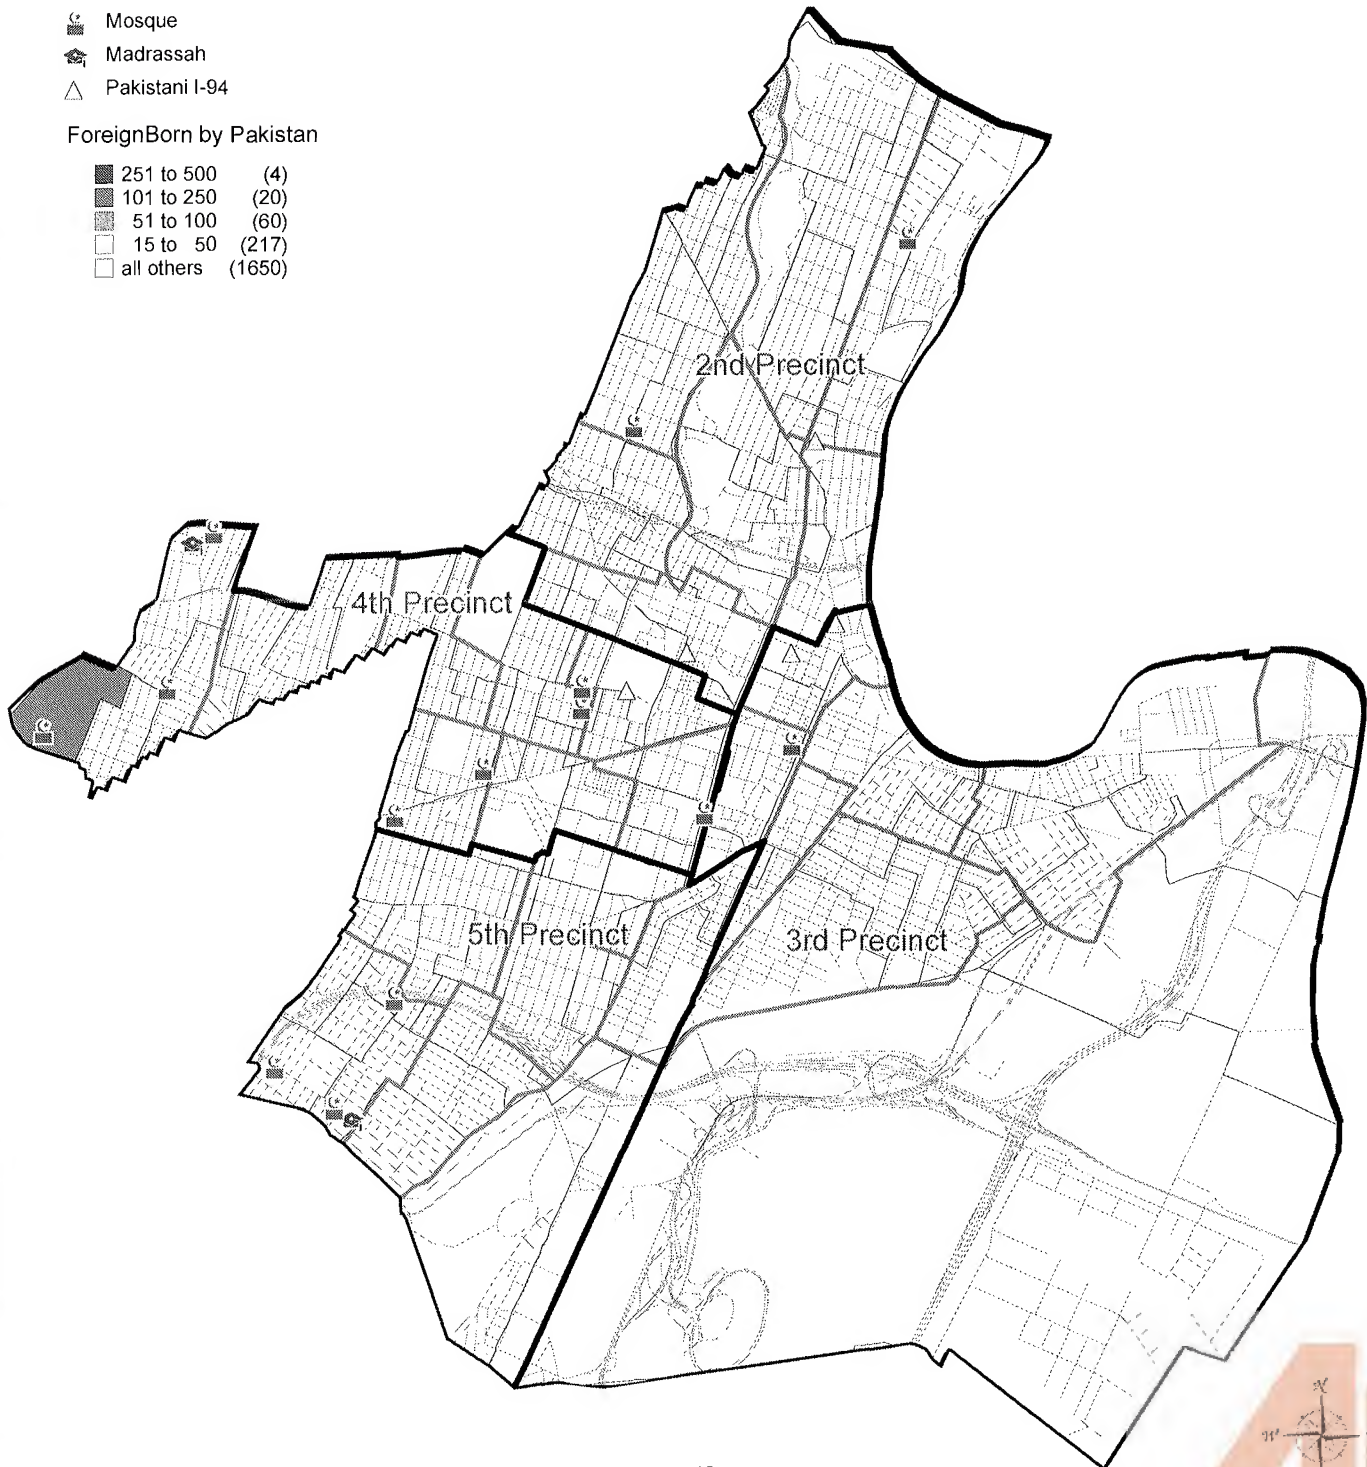 Mosque
Madrassah
Pakistani I-94
ForeignBorn by Pakistan
251 to 500 (4)
101 to 250 (20)
51 to 100 (60)
15 to 50 (217)
all others (1650)
2nd Precinct
4th Precinct
5th Precinct
3rd Precinct